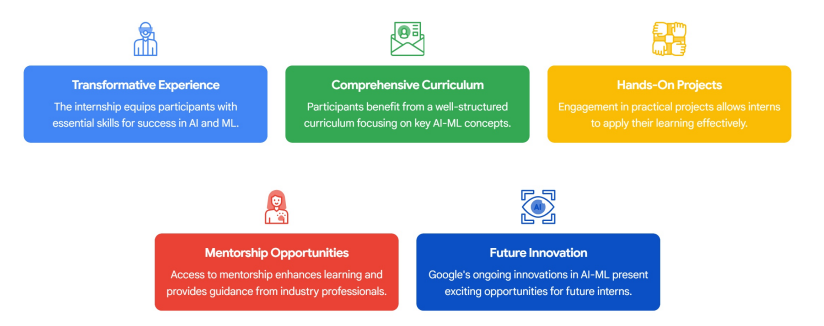 Transformative Experience
The internship equips participants with
essential skills for success in AI and ML.
Comprehensive Curriculum
Participants benefit from a well-structured
curriculum focusing on key AI-ML concepts.
Hands-On Projects
Engagement in practical projects allows interns
to apply their learning effectively.
AI
Mentorship Opportunities
Access to mentorship enhances learning and
provides guidance from industry professionals.
Future Innovation
Google's ongoing innovations in AI-ML present
exciting opportunities for future interns.